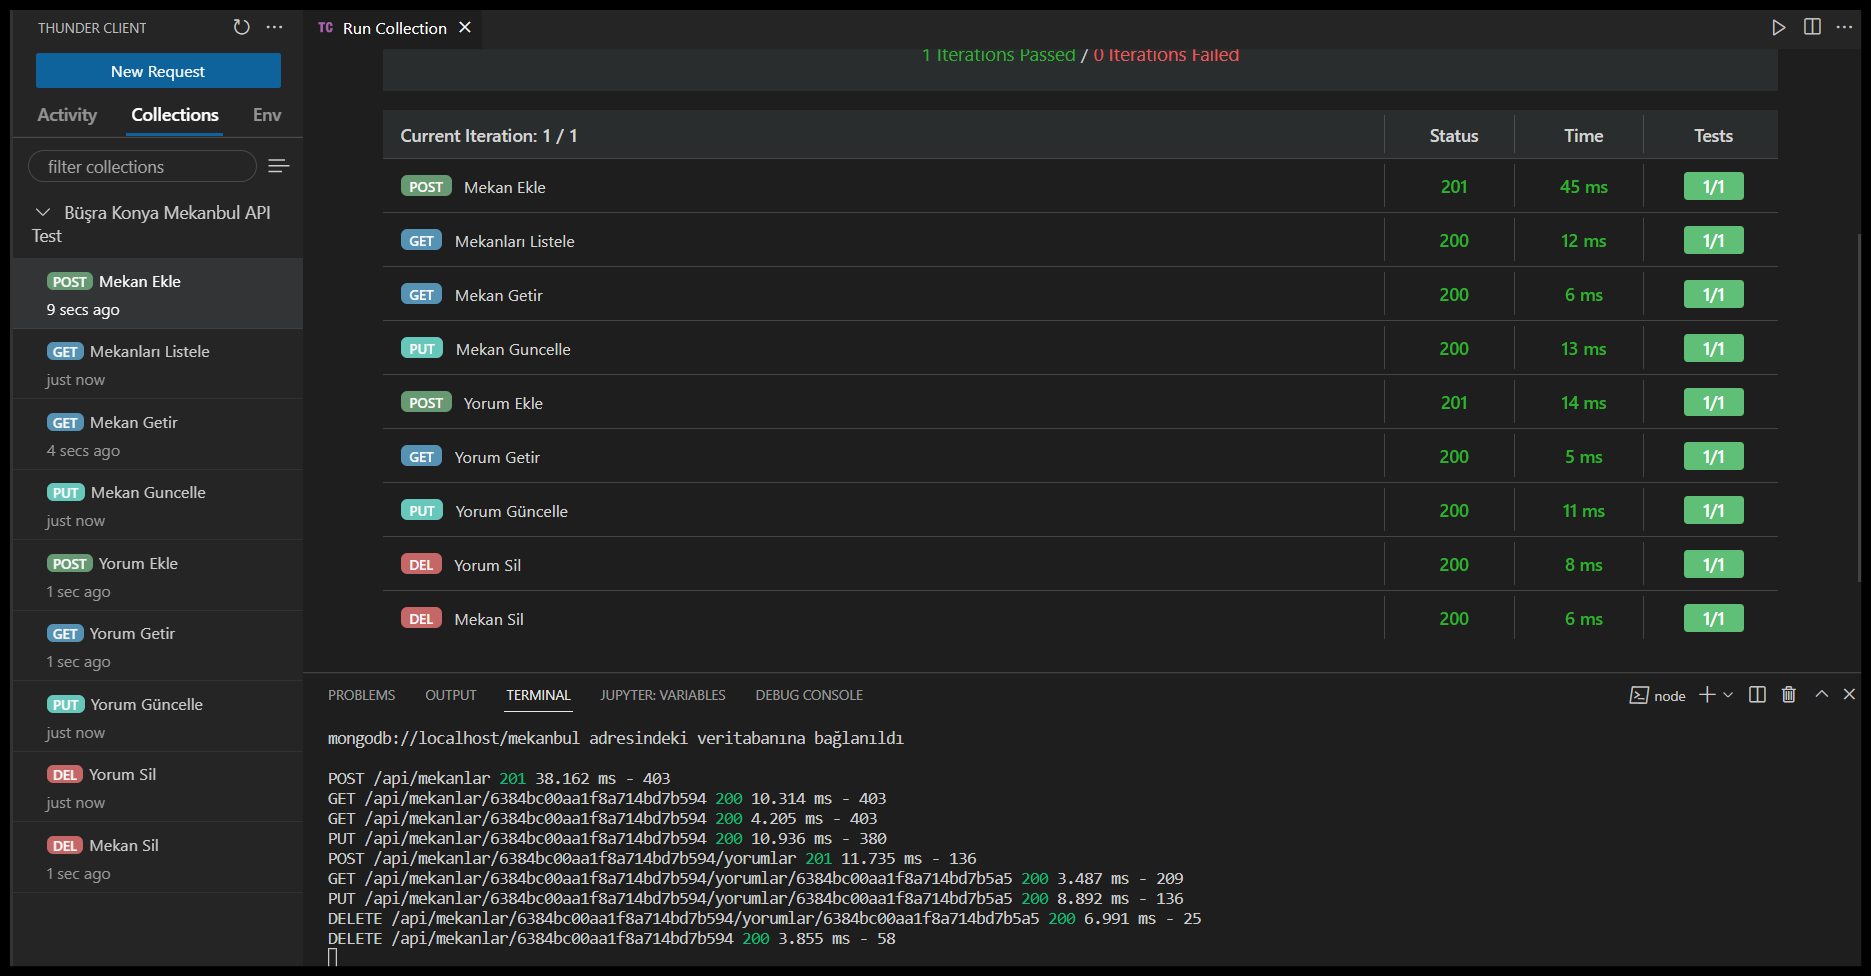 THUNDER CLIENT
New Request
Activity Collections Env
filter collections
Büşra Konya Mekanbul API
Test
POST Mekan Ekle
9 secs ago
GET Mekanları Listele
just now
GET Mekan Getir
4 secs ago
PUT Mekan Guncelle
just now
POST Yorum Ekle
1 sec ago
GET Yorum Getir
1 sec ago
PUT Yorum Güncelle
just now
DEL Yorum Sil
just now
DEL Mekan Sil
1 sec ago
TC Run Collection
1 Iterations Passed / 0 Iterations Failed
Current Iteration: 1 / 1 Status Time Tests
POST Mekan Ekle 201 45 ms 1/1
GET Mekanları Listele 200 12 ms 1/1
GET Mekan Getir 200 6 ms 1/1
PUT Mekan Guncelle 200 13 ms 1/1
POST Yorum Ekle 201 14 ms 1/1
GET Yorum Getir 200 5 ms 1/1
PUT Yorum Güncelle 200 11 ms 1/1
DEL Yorum Sil 200 8 ms 1/1
DEL Mekan Sil 200 6 ms 1/1
PROBLEMS OUTPUT TERMINAL JUPYTER: VARIABLES DEBUG CONSOLE node
mongodb://localhost/mekanbul adresindeki veritabanına bağlanıldı
POST /api/mekanlar 201 38.162 ms - 403
GET /api/mekanlar/6384bc00aa1f8a714bd7b594 200 10.314 ms - 403
GET /api/mekanlar/6384bc00aa1f8a714bd7b594 200 4.205 ms - 403
PUT /api/mekanlar/6384bc00aa1f8a714bd7b594 200 10.936 ms - 380
POST /api/mekanlar/6384bc00aa1f8a714bd7b594/yorumlar 201 11.735 ms - 136
GET /api/mekanlar/6384bc00aa1f8a714bd7b594/yorumlar/6384bc00aa1f8a714bd7b5a5 200 3.487 ms - 209
PUT /api/mekanlar/6384bc00aa1f8a714bd7b594/yorumlar/6384bc00aa1f8a714bd7b5a5 200 8.892 ms - 136
DELETE /api/mekanlar/6384bc00aa1f8a714bd7b594/yorumlar/6384bc00aa1f8a714bd7b5a5 200 6.991 ms - 25
DELETE /api/mekanlar/6384bc00aa1f8a714bd7b594 200 3.855 ms - 58